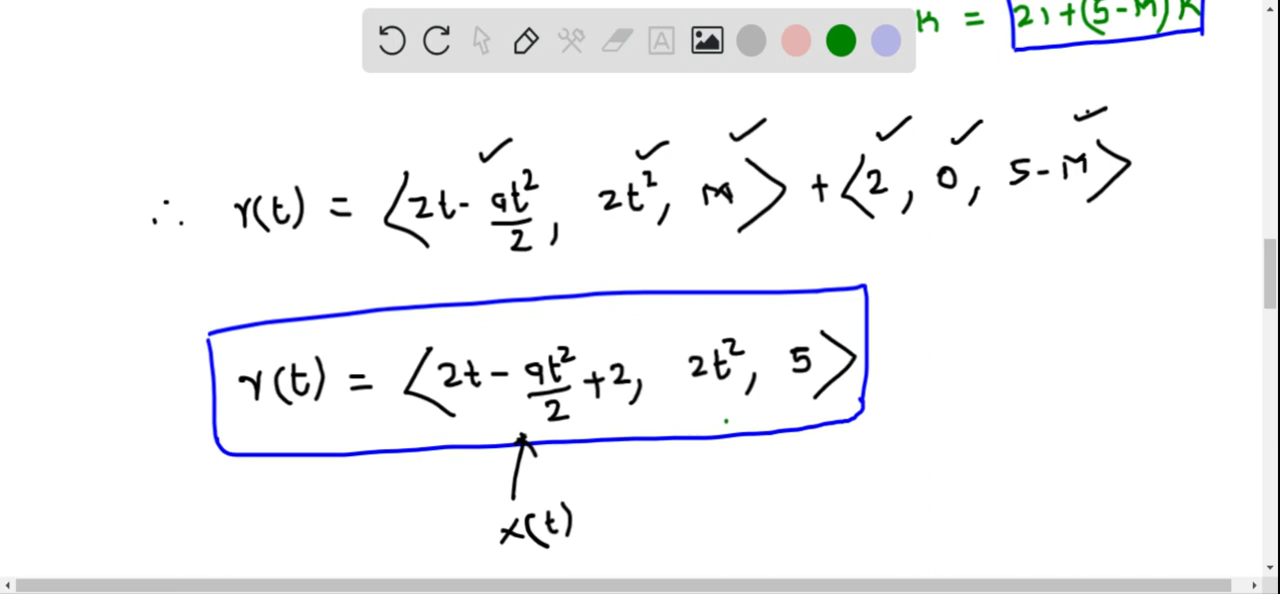 K = 2i+(5-M)K
∴ r(t) = ⟨2t - 9t²/2, 2t², M⟩ + ⟨2, 0, 5-M⟩
r(t) = ⟨2t - 9t²/2 + 2, 2t², 5⟩
x(t)